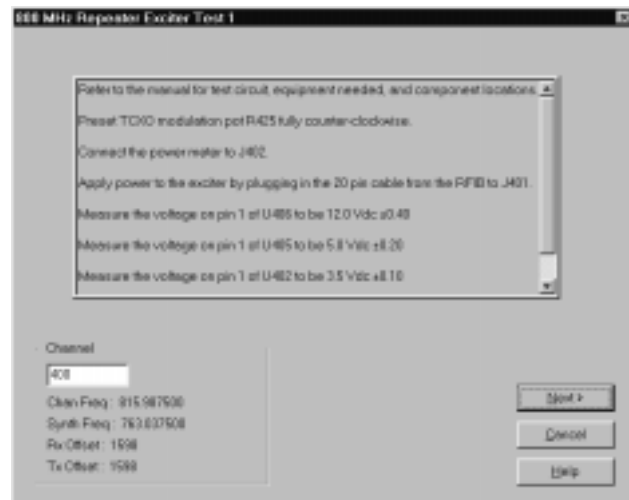 800 MHz Repeater Exciter Test 1
Refer to the manual for test circuit, equipment needed, and component locations.
Preset TCXO modulation pot R425 fully counter-clockwise.
Connect the power meter to J402.
Apply power to the exciter by plugging in the 20 pin cable from the RFIB to J401.
Measure the voltage on pin 1 of U406 to be 12.0 Vdc ±0.40
Measure the voltage on pin 1 of U405 to be 5.0 Vdc ±0.20
Measure the voltage on pin 1 of U402 to be 3.5 Vdc ±0.10
Channel
400
Chan Freq : 815.987500
Synth Freq : 763.037500
Rx Offset : 1598
Tx Offset : 1598
Next >
Cancel
Help